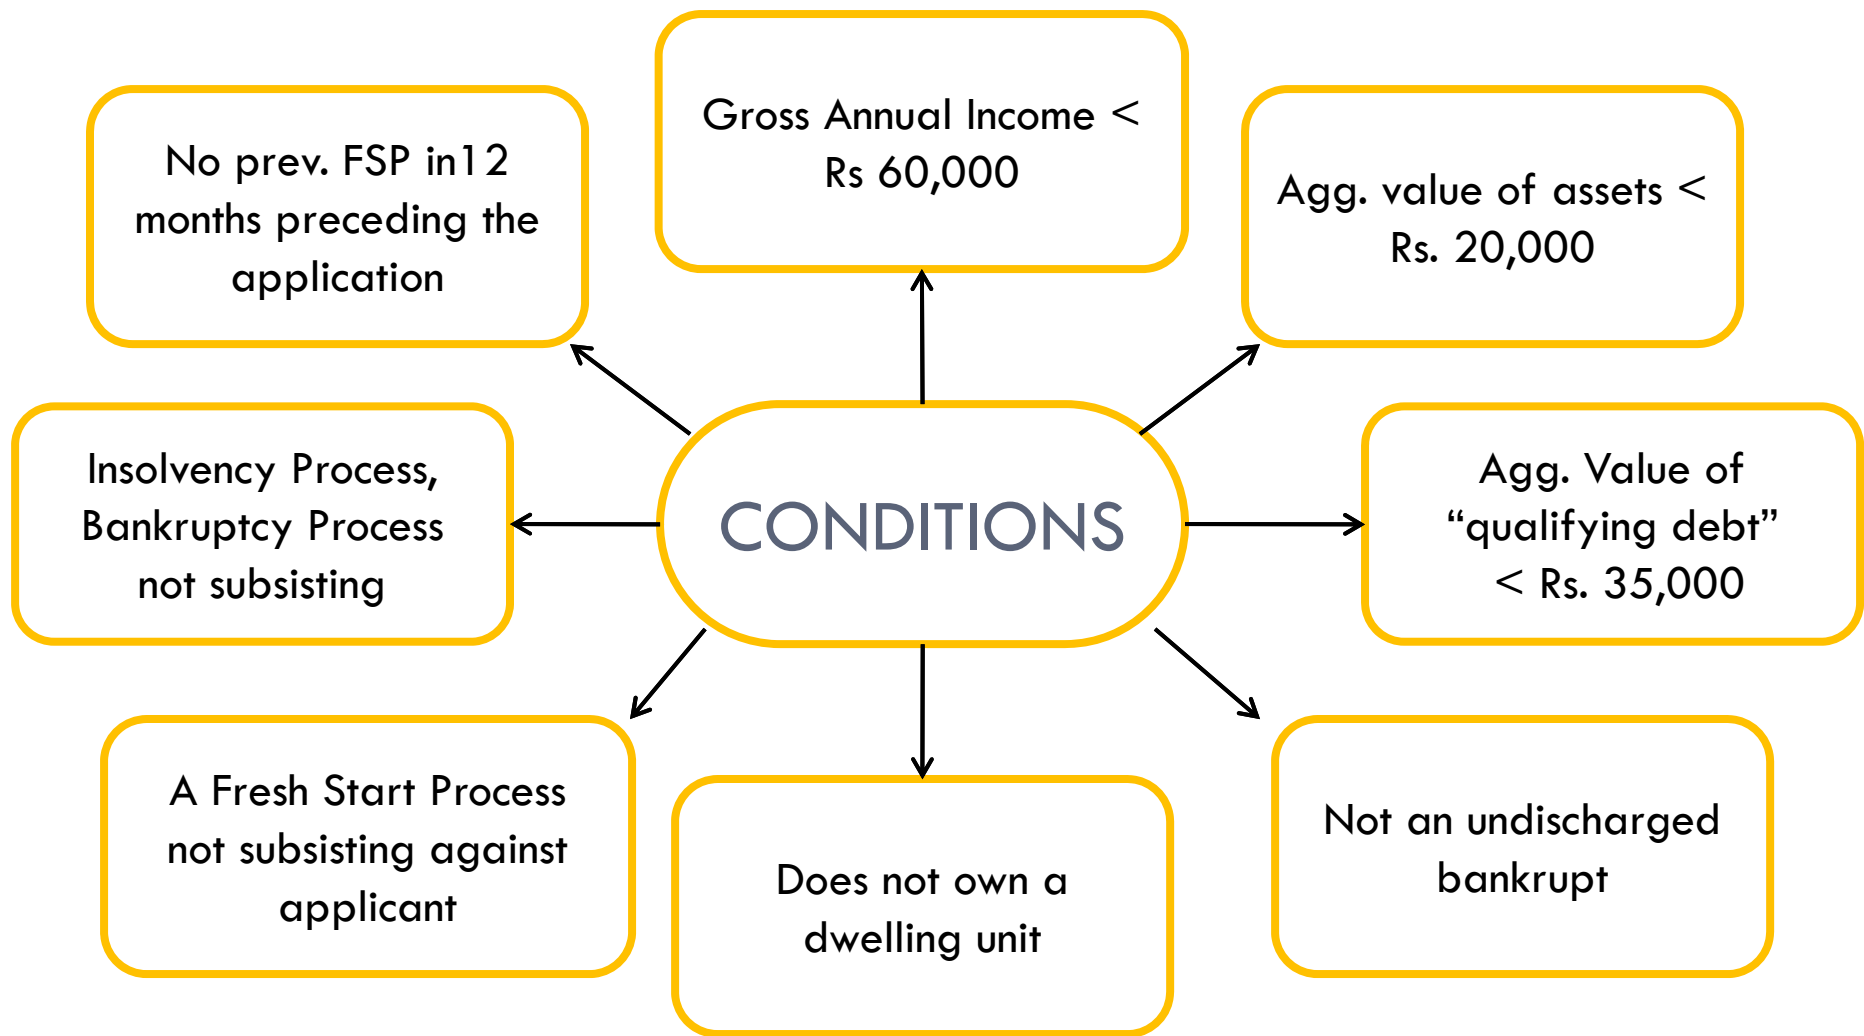 Gross Annual Income <
Rs 60,000
No prev. FSP in12
months preceding the
application
Agg. value of assets <
Rs. 20,000
Insolvency Process,
Bankruptcy Process
not subsisting
CONDITIONS
Agg. Value of
“qualifying debt”
< Rs. 35,000
A Fresh Start Process
not subsisting against
applicant
Does not own a
dwelling unit
Not an undischarged
bankrupt